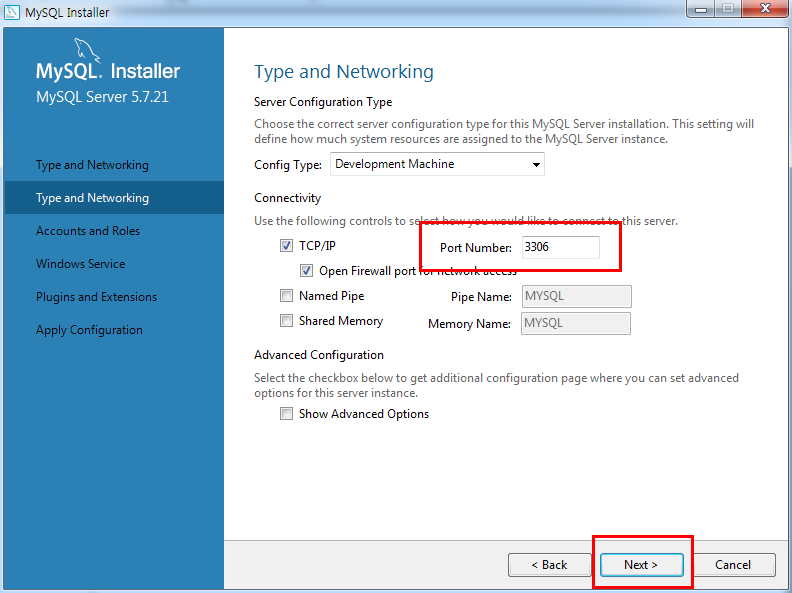 MySQL Installer
MySQL. Installer
MySQL Server 5.7.21
Type and Networking
Type and Networking
Accounts and Roles
Windows Service
Plugins and Extensions
Apply Configuration
Type and Networking
Server Configuration Type
Choose the correct server configuration type for this MySQL Server installation. This setting will
define how much system resources are assigned to the MySQL Server instance.
Config Type: Development Machine
Connectivity
Use the following controls to select how you would like to connect to this server.
TCP/IP Port Number: 3306
Open Firewall port for network access
Named Pipe Pipe Name: MYSQL
Shared Memory Memory Name: MYSQL
Advanced Configuration
Select the checkbox below to get additional configuration page where you can set advanced
options for this server instance.
Show Advanced Options
< Back Next > Cancel